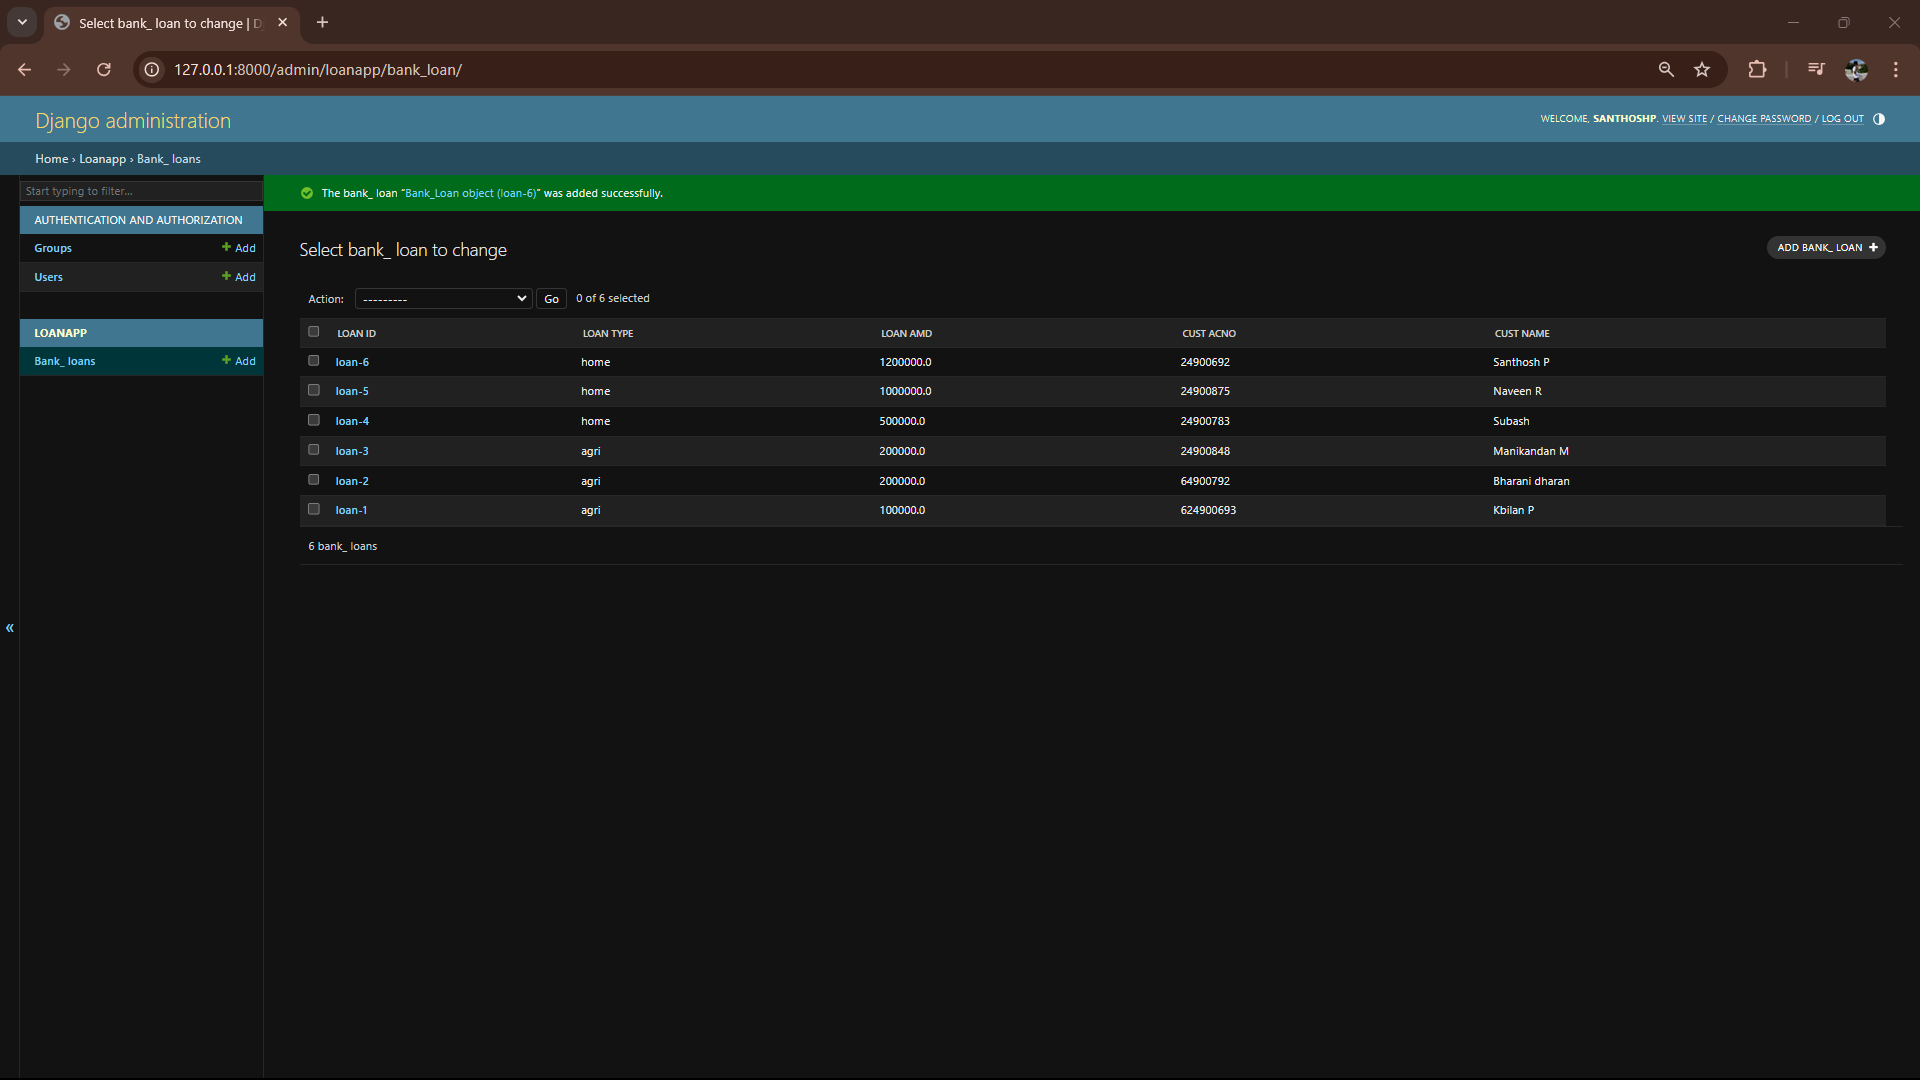 Select bank_ loan to change | D
127.0.0.1:8000/admin/loanapp/bank_loan/
Django administration
WELCOME, SANTHOSHP. VIEW SITE / CHANGE PASSWORD / LOG OUT
Home › Loanapp › Bank_ loans
Start typing to filter...
The bank_ loan “Bank_Loan object (loan-6)” was added successfully.
AUTHENTICATION AND AUTHORIZATION
Groups + Add
Users + Add
LOANAPP
Bank_ loans + Add
Select bank_ loan to change
ADD BANK_ LOAN +
Action: --------- Go 0 of 6 selected
LOAN ID LOAN TYPE LOAN AMD CUST ACNO CUST NAME
loan-6 home 1200000.0 24900692 Santhosh P
loan-5 home 1000000.0 24900875 Naveen R
loan-4 home 500000.0 24900783 Subash
loan-3 agri 200000.0 24900848 Manikandan M
loan-2 agri 200000.0 64900792 Bharani dharan
loan-1 agri 100000.0 624900693 Kbilan P
6 bank_ loans
«